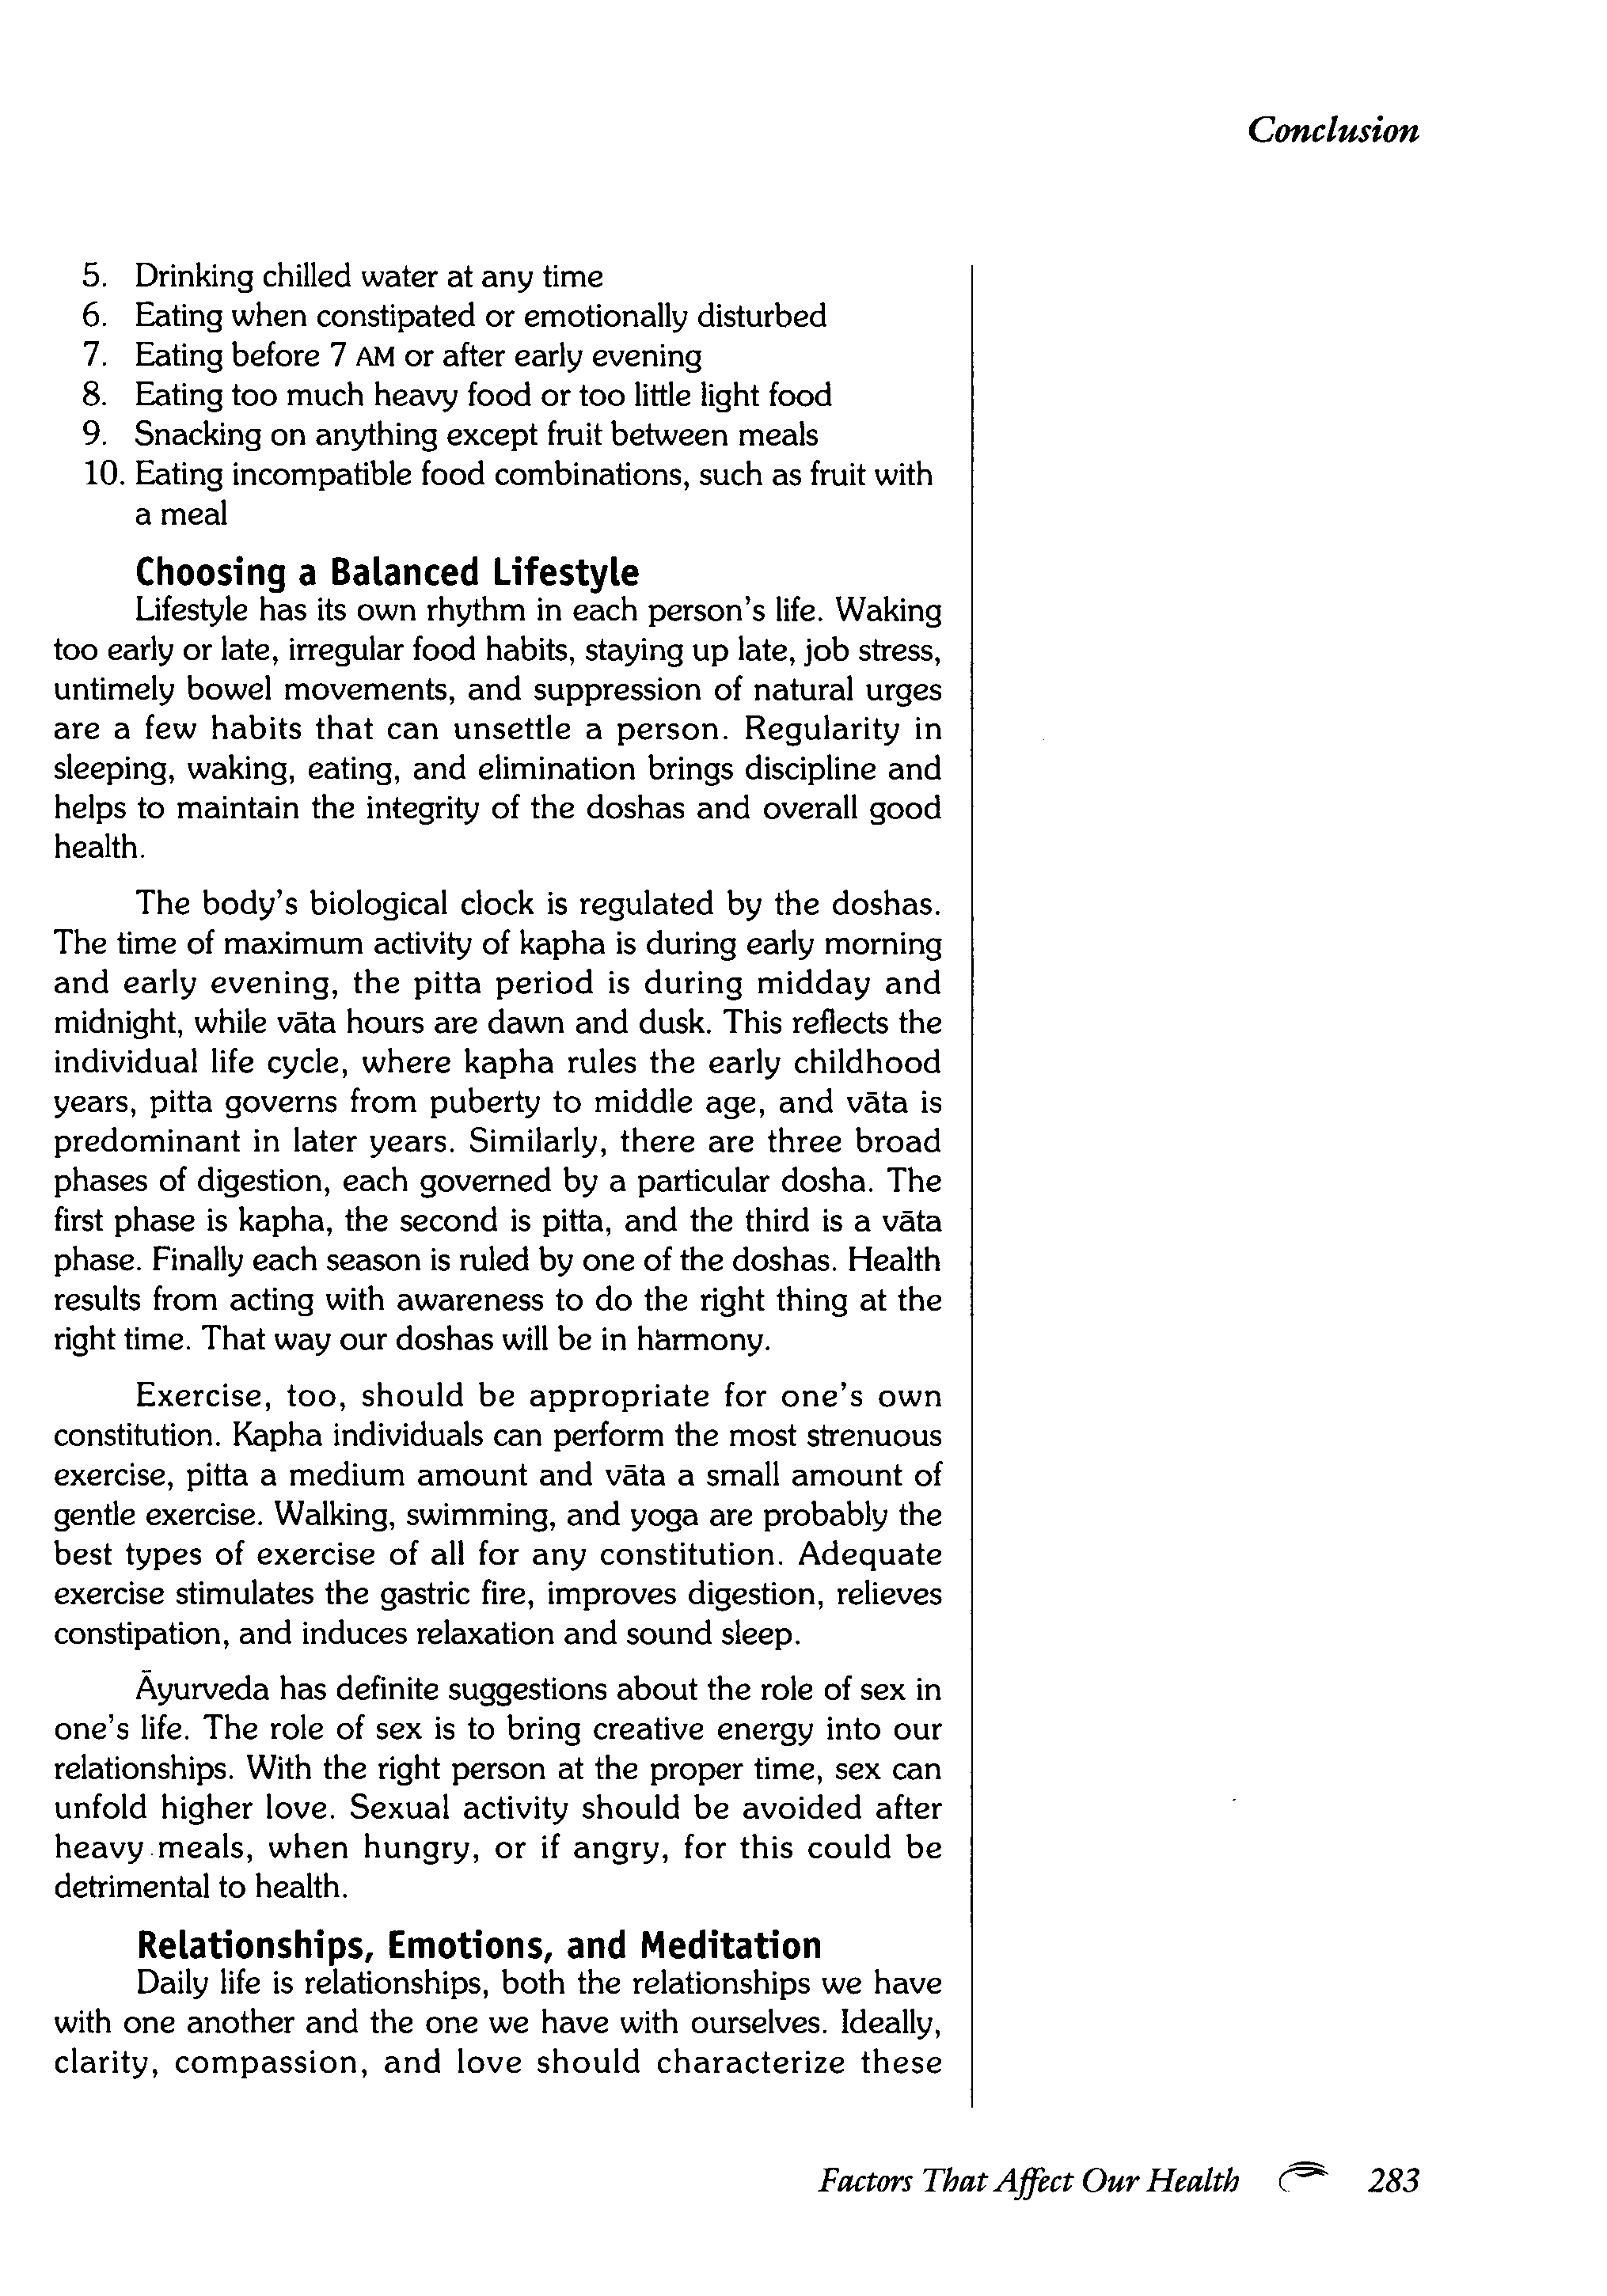 Conclusion
5. Drinking chilled water at any time
6. Eating when constipated or emotionally disturbed
7. Eating before 7 AM or after early evening
8. Eating too much heavy food or too little light food
9. Snacking on anything except fruit between meals
10. Eating incompatible food combinations, such as fruit with
a meal
Choosing a Balanced Lifestyle
Lifestyle has its own rhythm in each person's life. Waking
too early or late, irregular food habits, staying up late, job stress,
untimely bowel movements, and suppression of natural urges
are a few habits that can unsettle a person. Regularity in
sleeping, waking, eating, and elimination brings discipline and
helps to maintain the integrity of the doshas and overall good
health.
The body's biological clock is regulated by the doshas.
The time of maximum activity of kapha is during early morning
and early evening, the pitta period is during midday and
midnight, while vāta hours are dawn and dusk. This reflects the
individual life cycle, where kapha rules the early childhood
years, pitta governs from puberty to middle age, and vāta is
predominant in later years. Similarly, there are three broad
phases of digestion, each governed by a particular dosha. The
first phase is kapha, the second is pitta, and the third is a vāta
phase. Finally each season is ruled by one of the doshas. Health
results from acting with awareness to do the right thing at the
right time. That way our doshas will be in harmony.
Exercise, too, should be appropriate for one's own
constitution. Kapha individuals can perform the most strenuous
exercise, pitta a medium amount and vāta a small amount of
gentle exercise. Walking, swimming, and yoga are probably the
best types of exercise of all for any constitution. Adequate
exercise stimulates the gastric fire, improves digestion, relieves
constipation, and induces relaxation and sound sleep.
Āyurveda has definite suggestions about the role of sex in
one's life. The role of sex is to bring creative energy into our
relationships. With the right person at the proper time, sex can
unfold higher love. Sexual activity should be avoided after
heavy meals, when hungry, or if angry, for this could be
detrimental to health.
Relationships, Emotions, and Meditation
Daily life is relationships, both the relationships we have
with one another and the one we have with ourselves. Ideally,
clarity, compassion, and love should characterize these
Factors That Affect Our Health 283